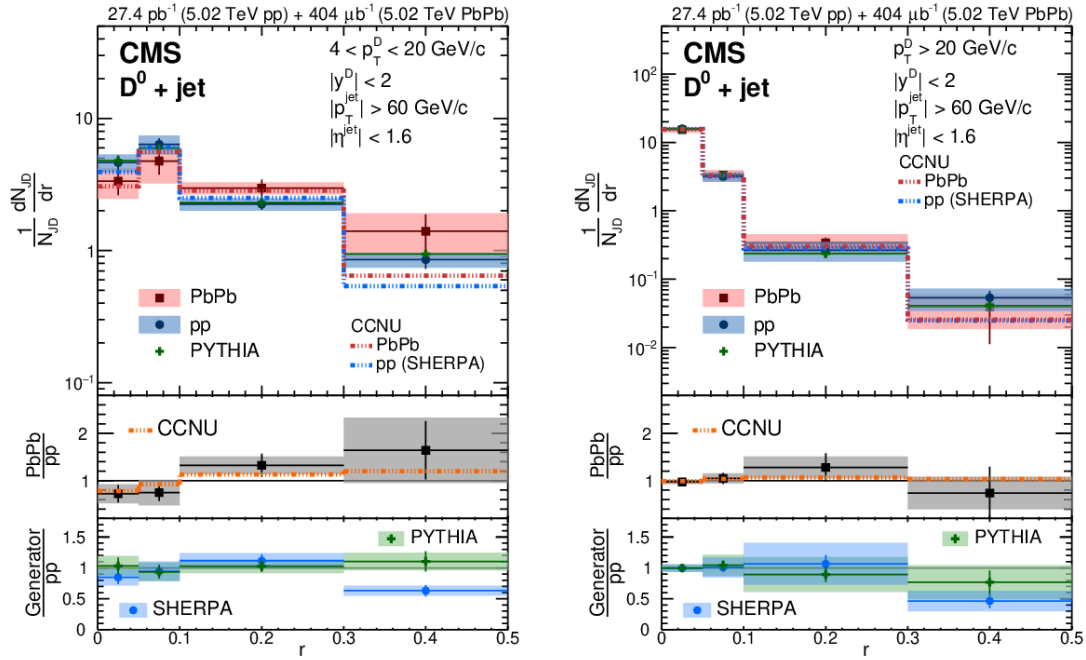 27.4 pb⁻¹ (5.02 TeV pp) + 404 μb⁻¹ (5.02 TeV PbPb)
CMS
D⁰ + jet
4 < p_T^D < 20 GeV/c
|y^D| < 2
|p_T^jet| > 60 GeV/c
|η^jet| < 1.6
10
1
10⁻¹
1/N_JD dN_JD/dr
PbPb
pp
PYTHIA
CCNU
PbPb
pp (SHERPA)
2
1
PbPb/pp
CCNU
1.5
1
0.5
0
Generator/pp
PYTHIA
SHERPA
0 0.1 0.2 0.3 0.4 0.5
r
27.4 pb⁻¹ (5.02 TeV pp) + 404 μb⁻¹ (5.02 TeV PbPb)
CMS
D⁰ + jet
p_T^D > 20 GeV/c
|y^D| < 2
|p_T^jet| > 60 GeV/c
|η^jet| < 1.6
CCNU
PbPb
pp (SHERPA)
10²
10
1
10⁻¹
10⁻²
1/N_JD dN_JD/dr
PbPb
pp
PYTHIA
2
1
PbPb/pp
CCNU
1.5
1
0.5
0
Generator/pp
PYTHIA
SHERPA
0 0.1 0.2 0.3 0.4 0.5
r